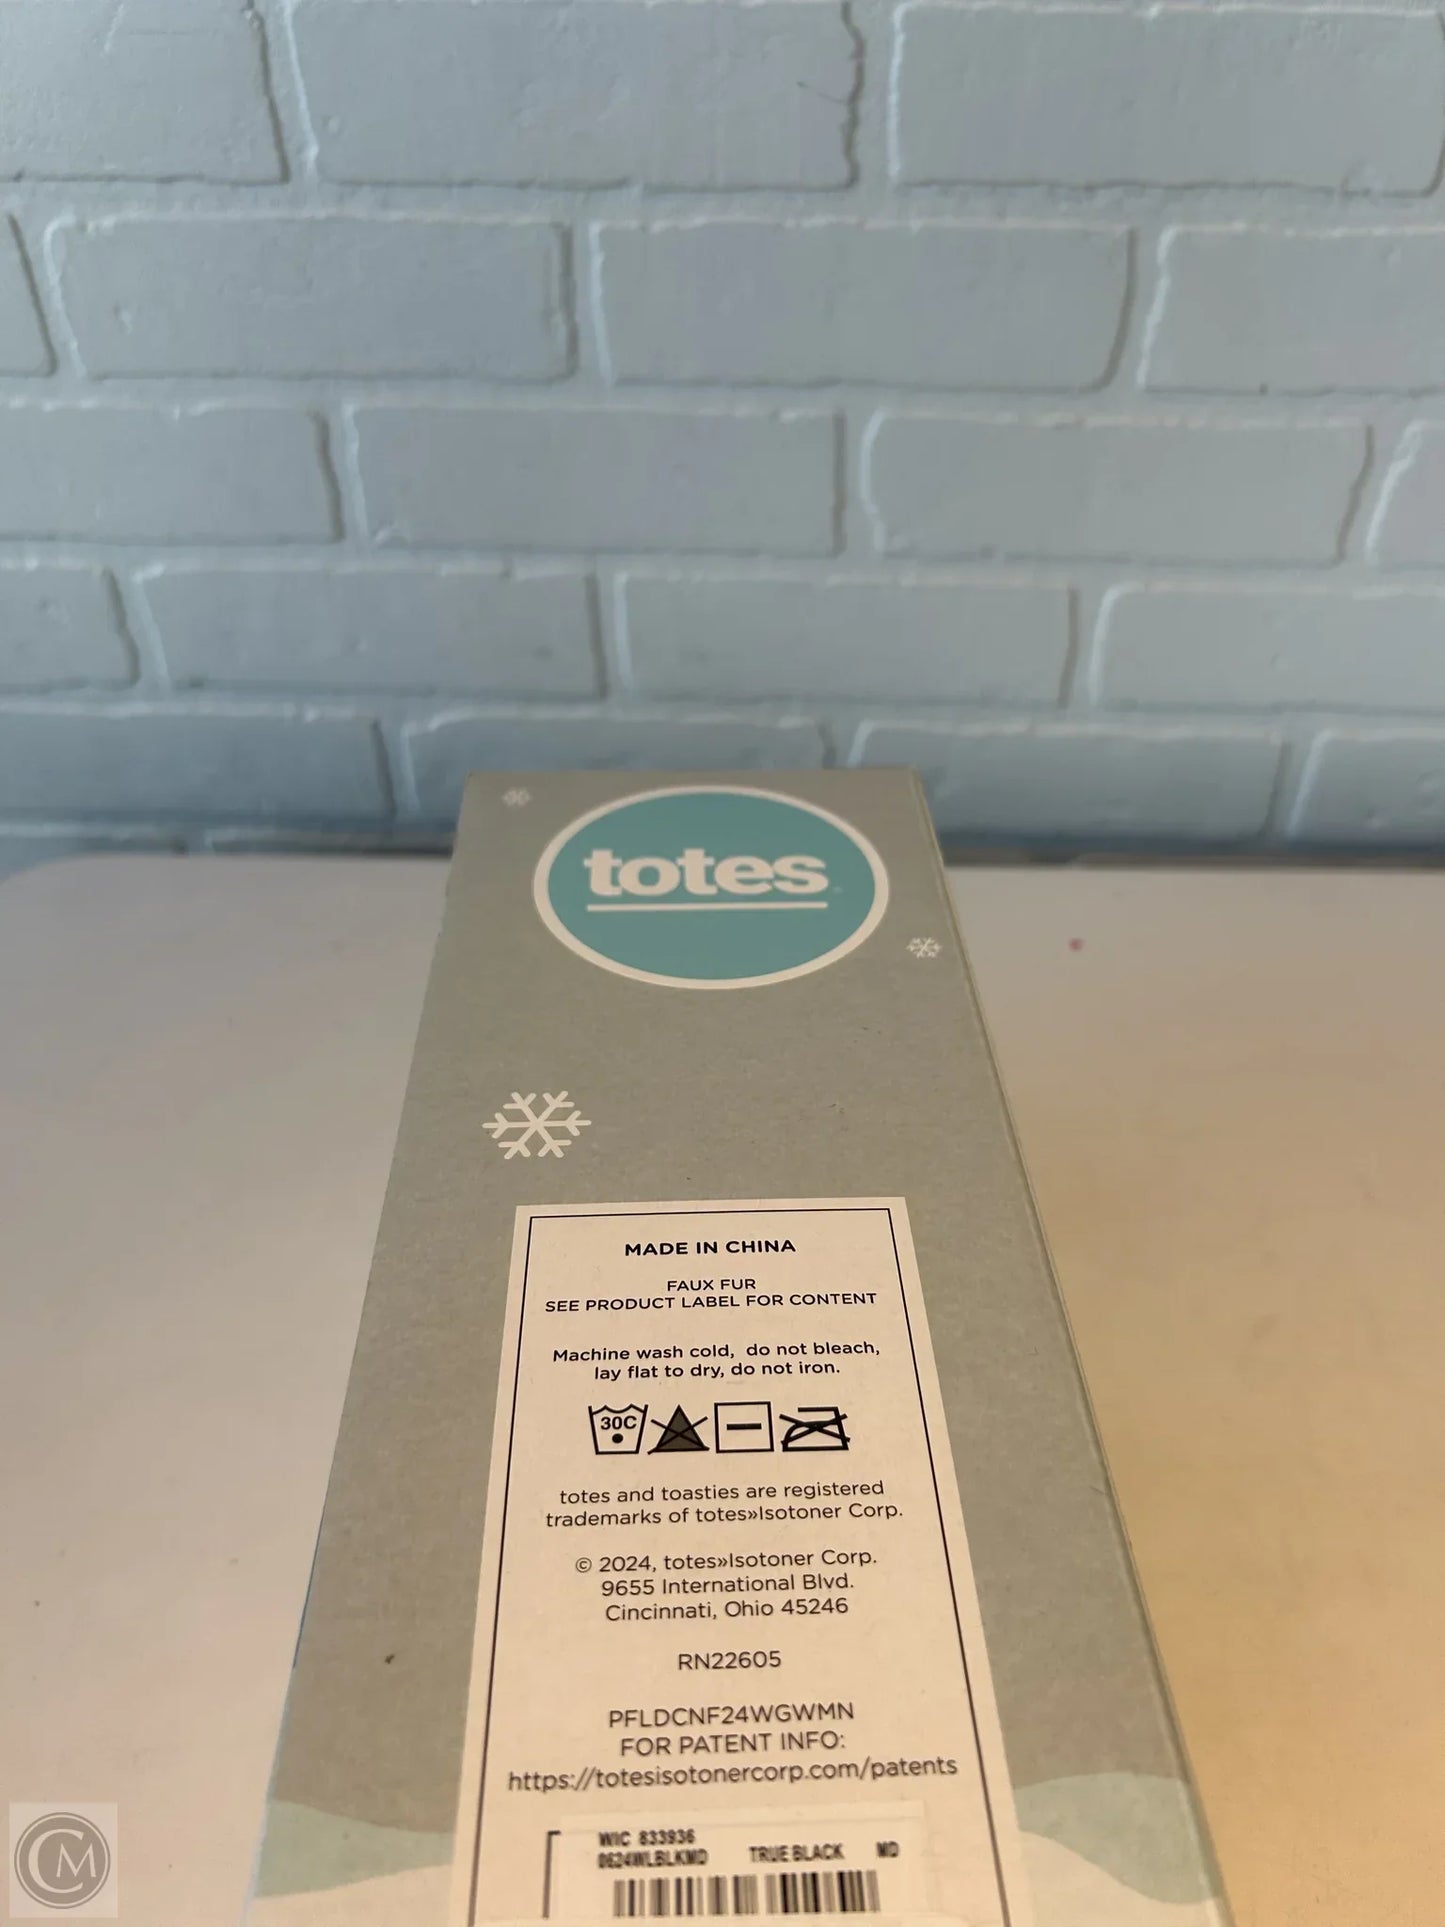 totes
MADE IN CHINA
FAUX FUR
SEE PRODUCT LABEL FOR CONTENT
Machine wash cold, do not bleach,
lay flat to dry, do not iron.
30C
totes and toasties are registered
trademarks of totes»Isotoner Corp.
© 2024, totes»Isotoner Corp.
9655 International Blvd.
Cincinnati, Ohio 45246
RN22605
PFLDCNF24WGWMN
FOR PATENT INFO:
https://totesisotonercorp.com/patents
WIC 833936
0624WLBLKMD TRUE BLACK MD
CM